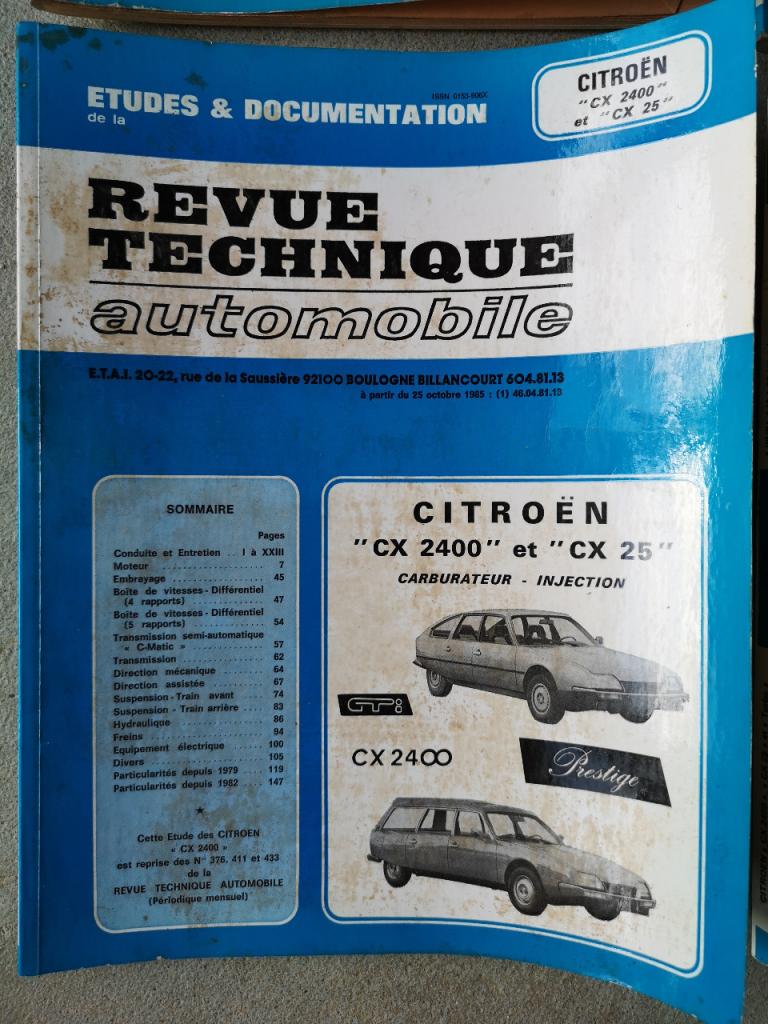 ETUDES & DOCUMENTATION
de la
ISSN 0153-906X
CITROËN
"CX 2400"
et "CX 25"
REVUE
TECHNIQUE
automobile
E.T.A.I. 20-22, rue de la Saussière 92100 BOULOGNE BILLANCOURT 604.81.13
à partir du 25 octobre 1985 : (1) 46.04.81.13
SOMMAIRE
Pages
Conduite et Entretien .. I à XXIII
Moteur ................ 7
Embrayage ................ 45
Boîte de vitesses - Différentiel
(4 rapports) ................ 47
Boîte de vitesses - Différentiel
(5 rapports) ................ 54
Transmission semi-automatique
« C-Matic » ................ 57
Transmission ................ 62
Direction mécanique ........ 64
Direction assistée ........ 67
Suspension - Train avant .... 74
Suspension - Train arrière ... 83
Hydraulique ................ 86
Freins ................ 94
Equipement électrique ...... 100
Divers ................ 105
Particularités depuis 1979 .... 119
Particularités depuis 1982 .... 147
★
Cette Etude des CITROEN
« CX 2400 »
est reprise des N° 376, 411 et 433
de la
REVUE TECHNIQUE AUTOMOBILE
(Périodique mensuel)
CITROËN
"CX 2400" et "CX 25"
CARBURATEUR - INJECTION
GTi
CX 2400
Prestige